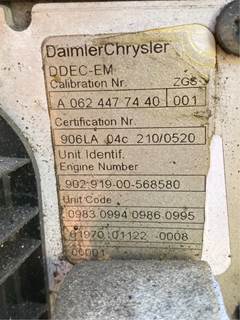 DaimlerChrysler
DDEC-EM
Calibration Nr. ZGS
A 062 447 74 40 001
Certification Nr.
906LA 04c 210/0520
Unit Identif.
Engine Number
902 919-00-568580
Unit Code
0983 0994 0986 0995
01970 01122 0008
00001